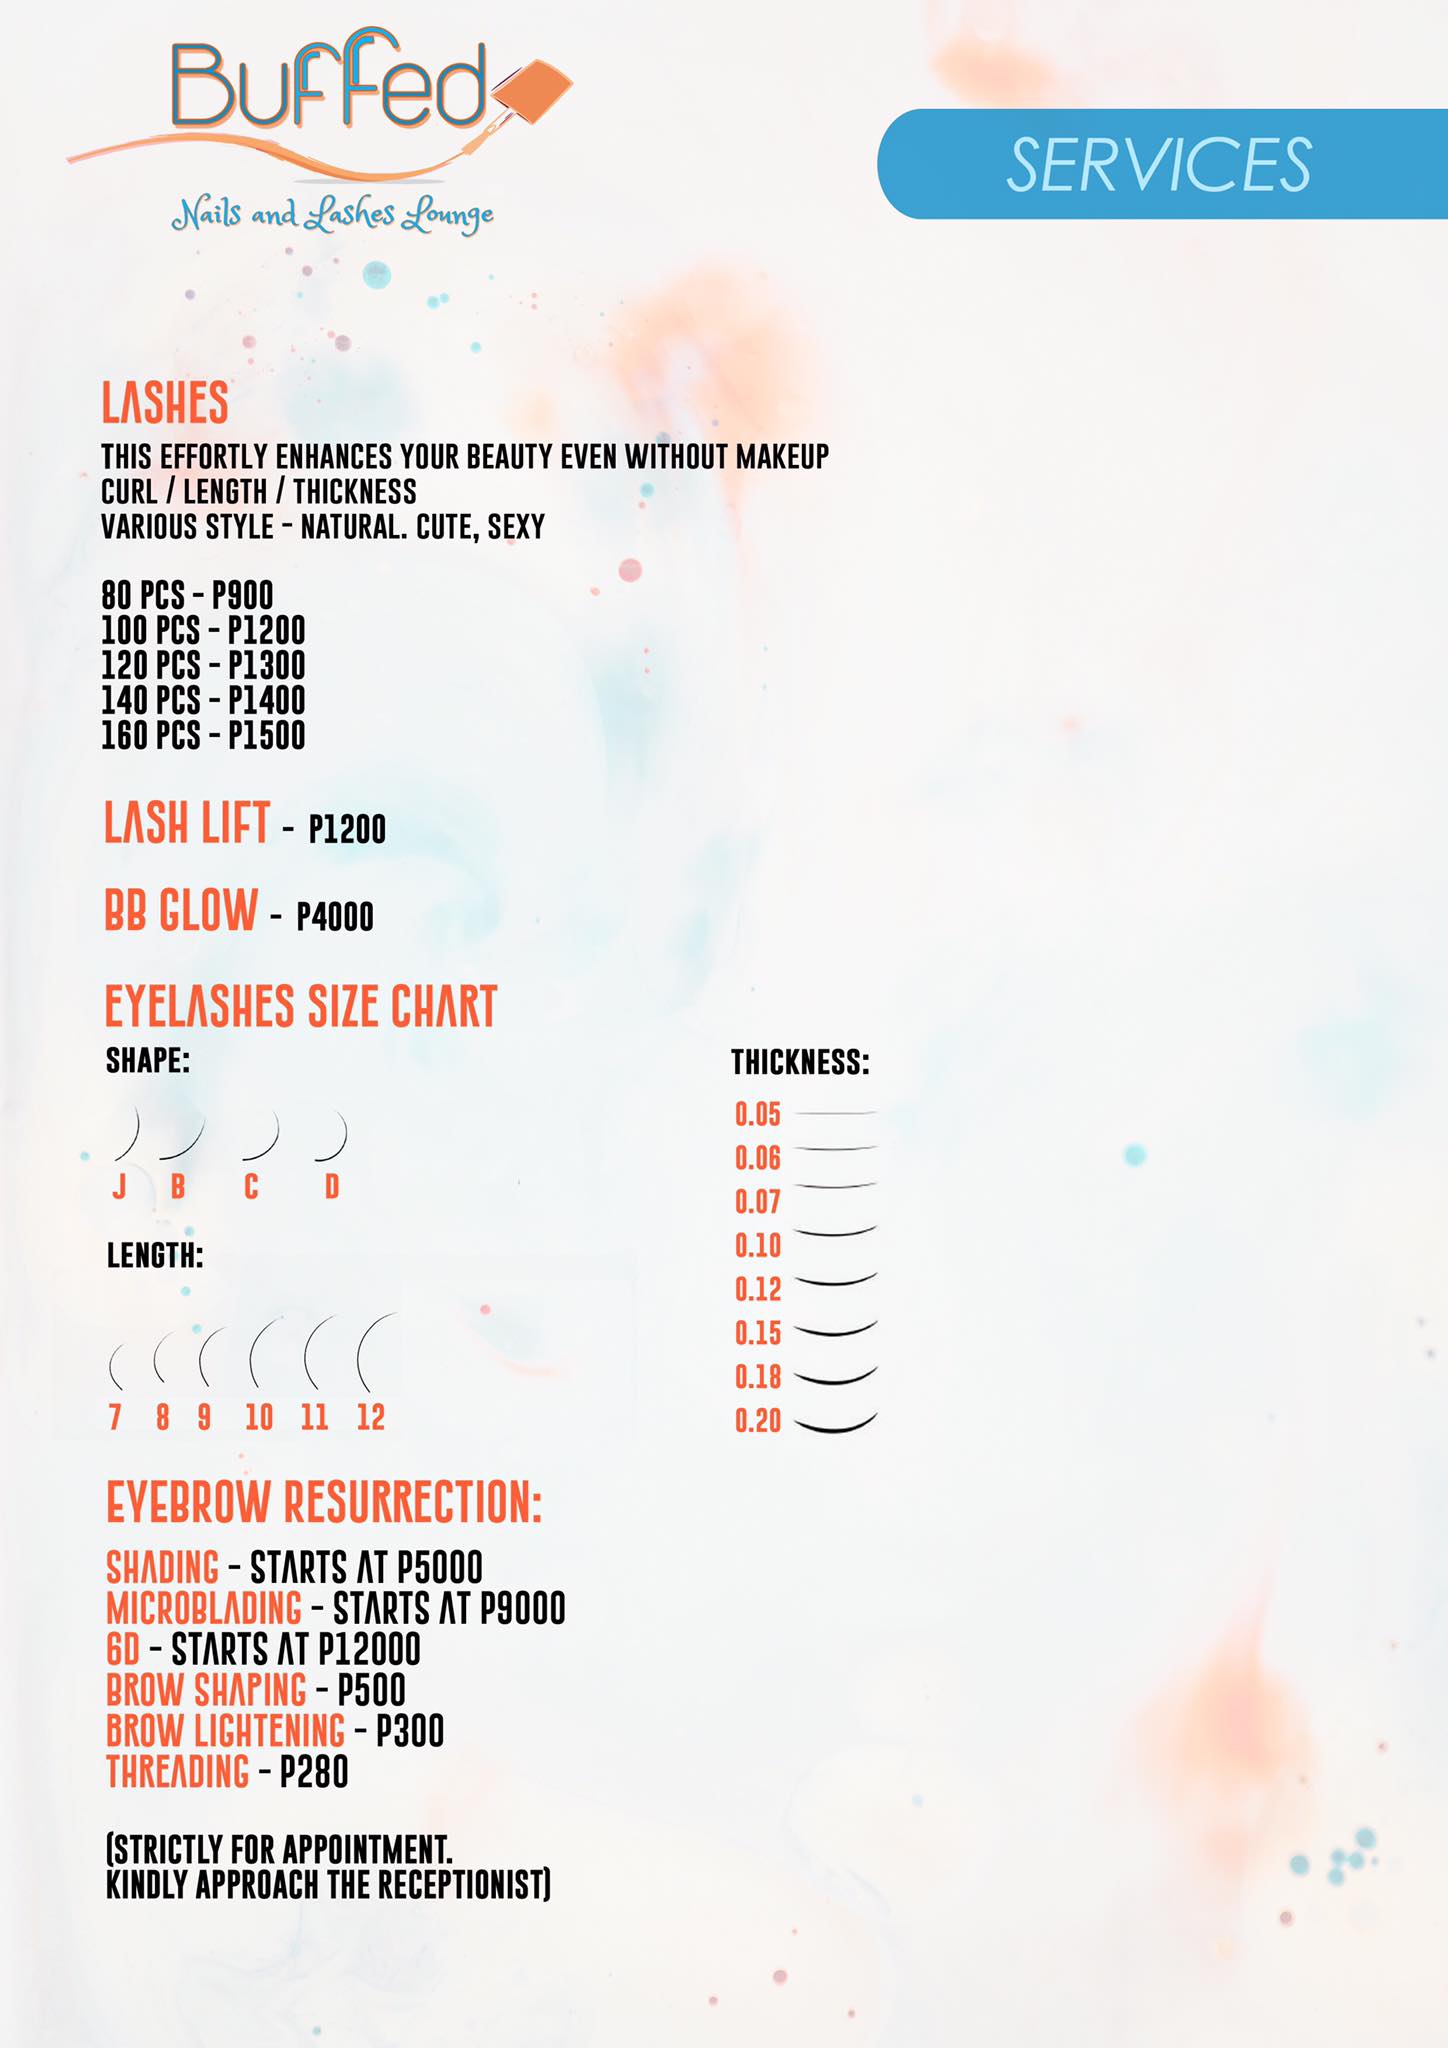 Buffed
Nails and Lashes Lounge
SERVICES
LASHES
THIS EFFORTLY ENHANCES YOUR BEAUTY EVEN WITHOUT MAKEUP
CURL / LENGTH / THICKNESS
VARIOUS STYLE - NATURAL. CUTE, SEXY
80 PCS - P900
100 PCS - P1200
120 PCS - P1300
140 PCS - P1400
160 PCS - P1500
LASH LIFT - P1200
BB GLOW - P4000
EYELASHES SIZE CHART
SHAPE:
J B C D
LENGTH:
7 8 9 10 11 12
THICKNESS:
0.05
0.06
0.07
0.10
0.12
0.15
0.18
0.20
EYEBROW RESURRECTION:
SHADING - STARTS AT P5000
MICROBLADING - STARTS AT P9000
6D - STARTS AT P12000
BROW SHAPING - P500
BROW LIGHTENING - P300
THREADING - P280
(STRICTLY FOR APPOINTMENT.
KINDLY APPROACH THE RECEPTIONIST)